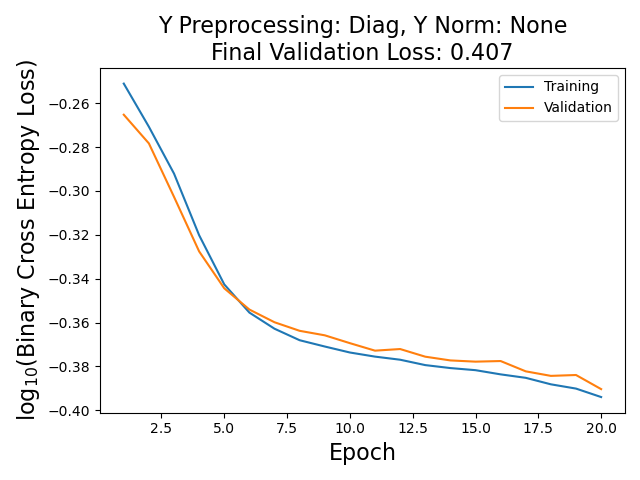 Y Preprocessing: Diag, Y Norm: None
Final Validation Loss: 0.407
Training
Validation
log₁₀(Binary Cross Entropy Loss)
−0.26
−0.28
−0.30
−0.32
−0.34
−0.36
−0.38
−0.40
2.5 5.0 7.5 10.0 12.5 15.0 17.5 20.0
Epoch